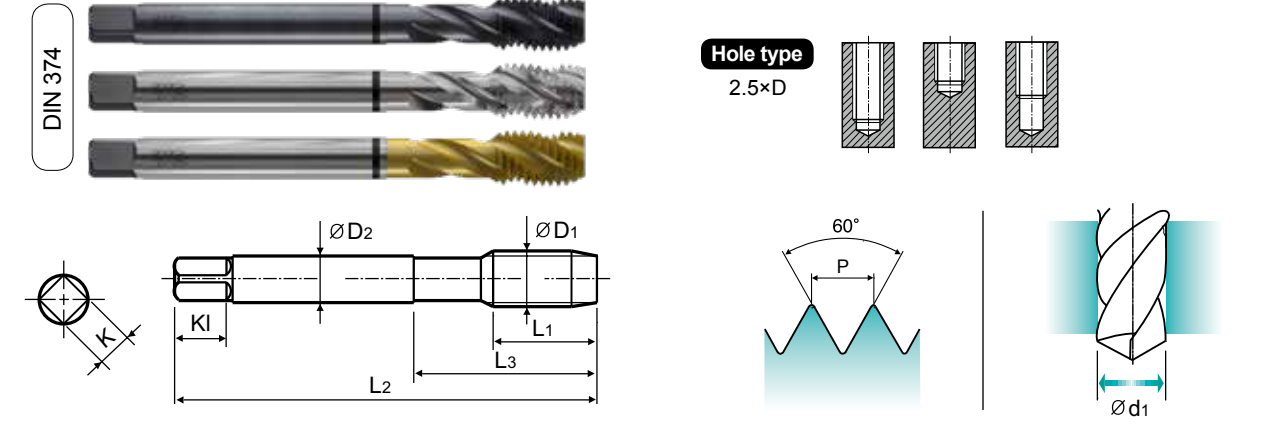 DIN 374
Hole type
2.5×D
ØD2
ØD1
K
Kl
L1
L3
L2
60°
P
Ød1